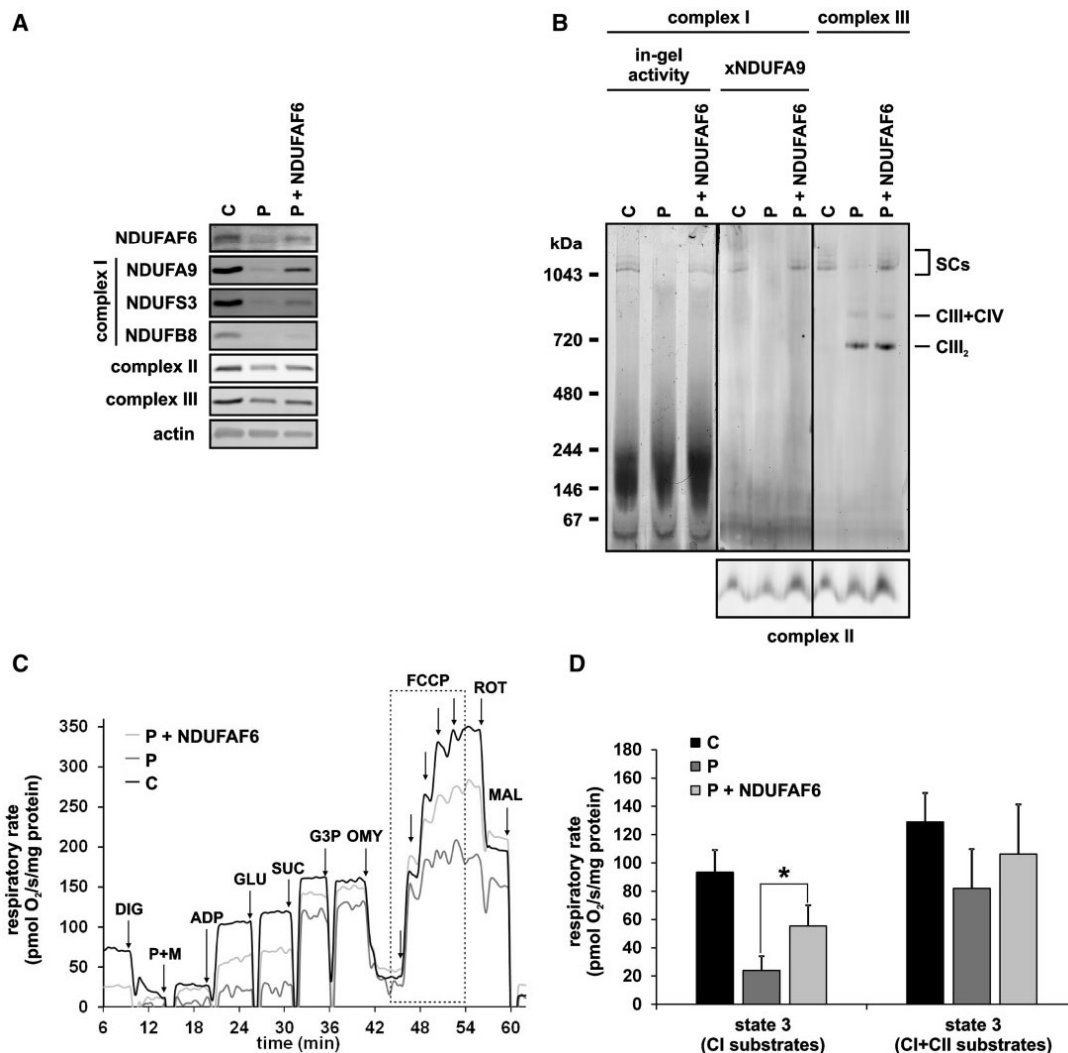 A
C
P
P + NDUFAF6
NDUFAF6
complex I
NDUFA9
NDUFS3
NDUFB8
complex II
complex III
actin
B
complex I
complex III
in-gel
activity
xNDUFA9
C
P
P + NDUFAF6
C
P
P + NDUFAF6
C
P
P + NDUFAF6
kDa
1043
720
480
244
146
67
SCs
CIII+CIV
CIII₂
complex II
C
respiratory rate
(pmol O₂/s/mg protein)
350
300
250
200
150
100
50
0
P + NDUFAF6
P
C
DIG
P+M
ADP
GLU
SUC
G3P
OMY
FCCP
ROT
MAL
6
12
18
24
30
36
42
48
54
60
time (min)
D
respiratory rate
(pmol O₂/s/mg protein)
180
160
140
120
100
80
60
40
20
0
C
P
P + NDUFAF6
*
state 3
(CI substrates)
state 3
(CI+CII substrates)